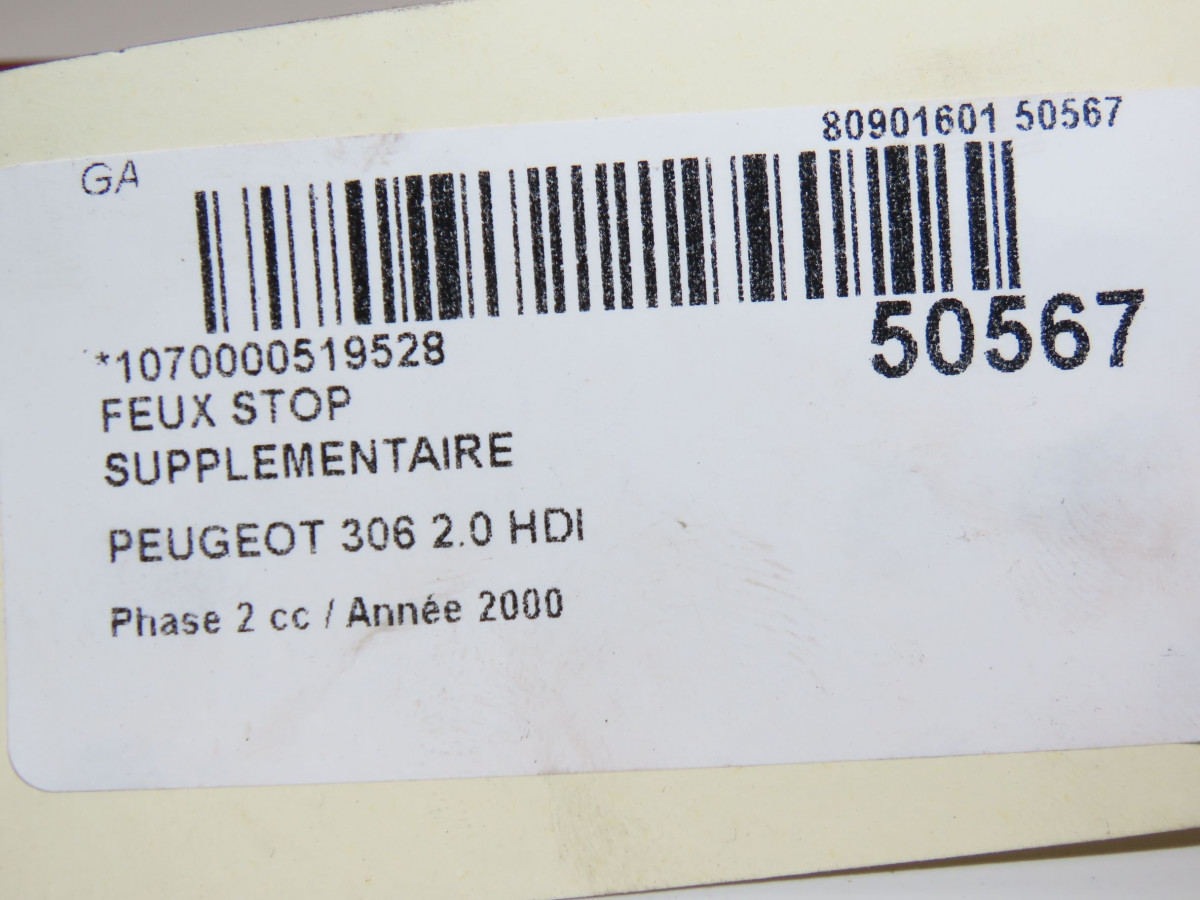 80901601 50567
GA
50567
*1070000519528
FEUX STOP
SUPPLEMENTAIRE
PEUGEOT 306 2.0 HDI
Phase 2 cc / Année 2000